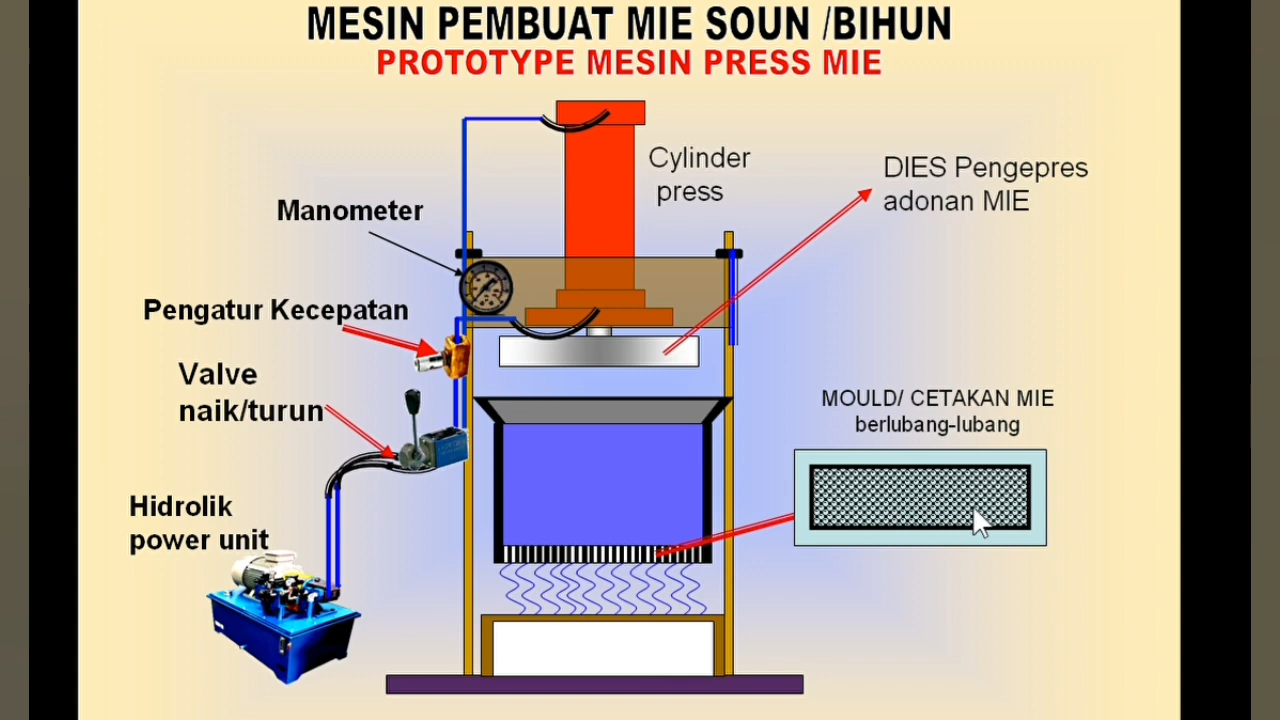 MESIN PEMBUAT MIE SOUN /BIHUN
PROTOTYPE MESIN PRESS MIE
Cylinder
press
DIES Pengepres
adonan MIE
Manometer
Pengatur Kecepatan
Valve
naik/turun
MOULD/ CETAKAN MIE
berlubang-lubang
Hidrolik
power unit